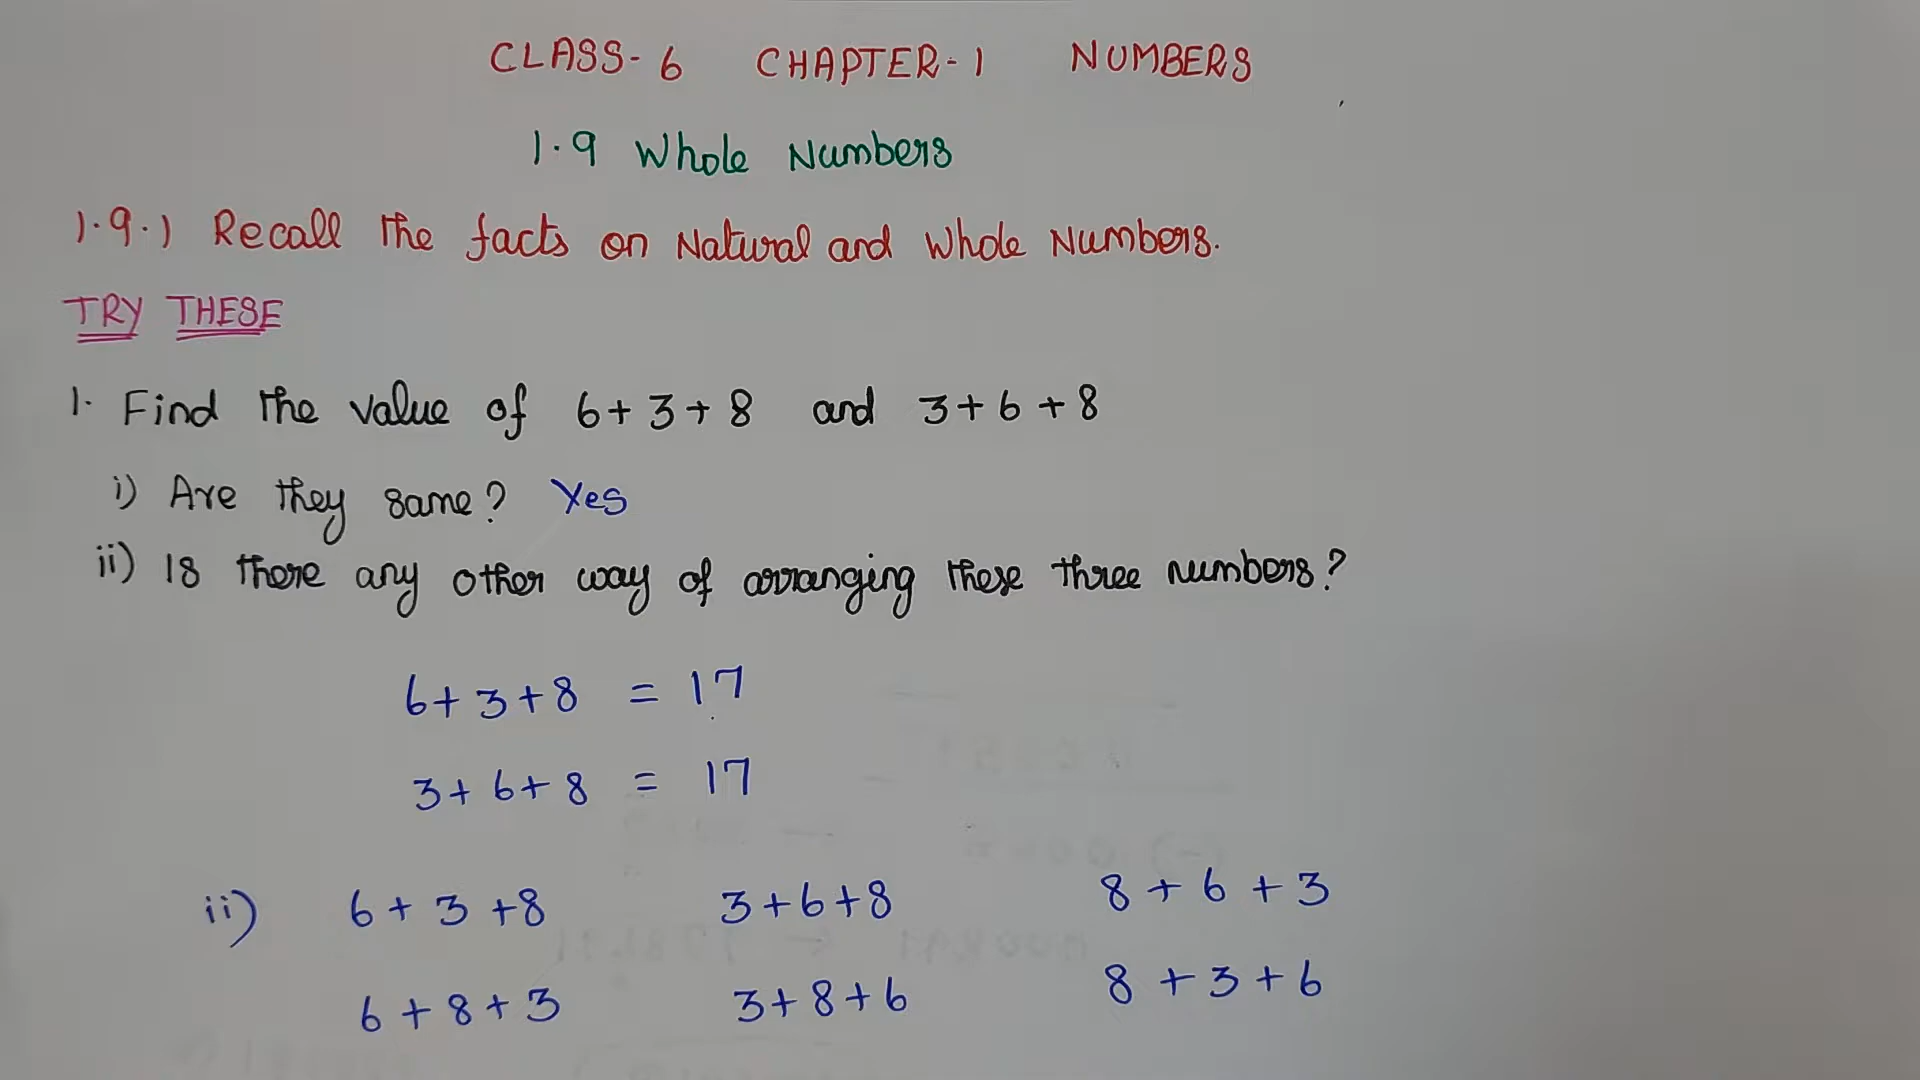 CLASS-6 CHAPTER-1 NUMBERS
1.9 Whole Numbers
1.9.1 Recall the facts on Natural and Whole Numbers.
TRY THESE
1. Find the value of 6+3+8 and 3+6+8
i) Are they same? Yes
ii) Is there any other way of arranging these three numbers?
6+3+8 = 17
3+6+8 = 17
ii) 6+3+8 3+6+8 8+6+3
6+8+3 3+8+6 8+3+6